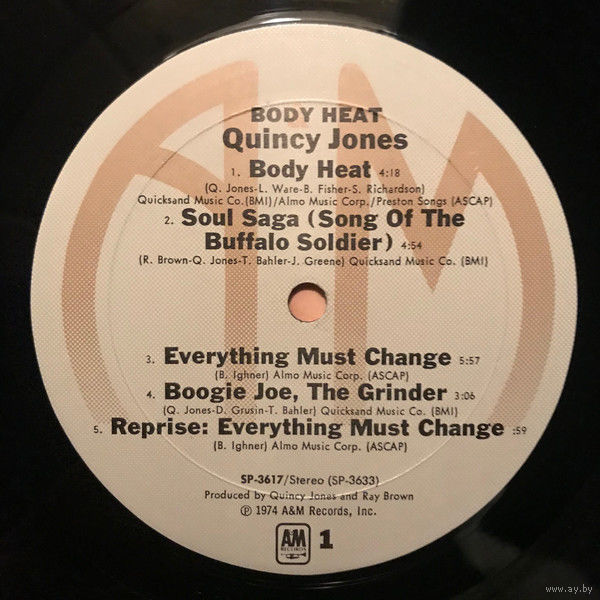 BODY HEAT
Quincy Jones
1. Body Heat 4:18
(Q. Jones-L. Ware-B. Fisher-S. Richardson)
Quicksand Music Co.(BMI)/Almo Music Corp./Preston Songs (ASCAP)
2. Soul Saga (Song Of The
Buffalo Soldier) 4:54
(R. Brown-Q. Jones-T. Bahler-J. Greene) Quicksand Music Co. (BMI)
3. Everything Must Change 5:57
(B. Ighner) Almo Music Corp. (ASCAP)
4. Boogie Joe, The Grinder 3:06
(Q. Jones-D. Grusin-T. Bahler) Quicksand Music Co. (BMI)
5. Reprise: Everything Must Change :59
(B. Ighner) Almo Music Corp. (ASCAP)
SP-3617/Stereo (SP-3633)
Produced by Quincy Jones and Ray Brown
℗ 1974 A&M Records, Inc.
AM
RECORDS
1
www.ay.by